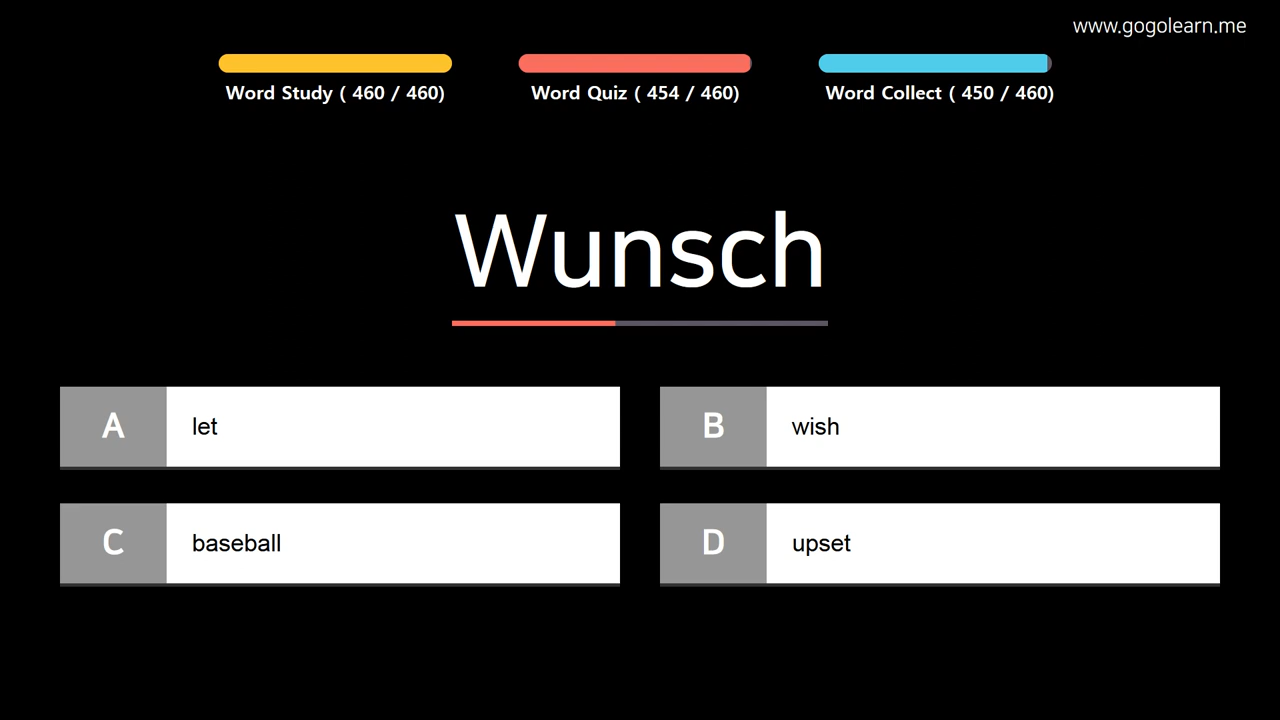 www.gogolearn.me
Word Study ( 460 / 460)
Word Quiz ( 454 / 460)
Word Collect ( 450 / 460)
Wunsch
A let
B wish
C baseball
D upset